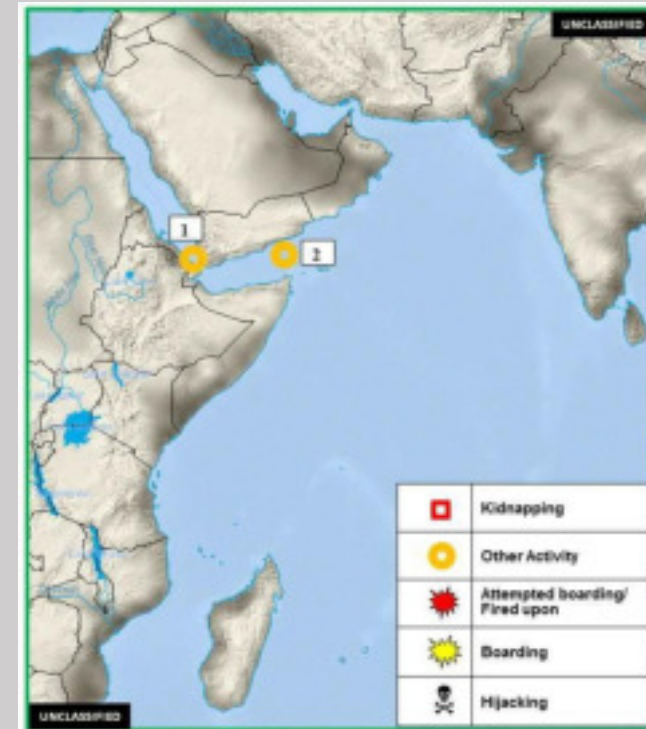 UNCLASSIFIED
1
2
Kidnapping
Other Activity
Attempted boarding/
Fired upon
Boarding
Hijacking
UNCLASSIFIED